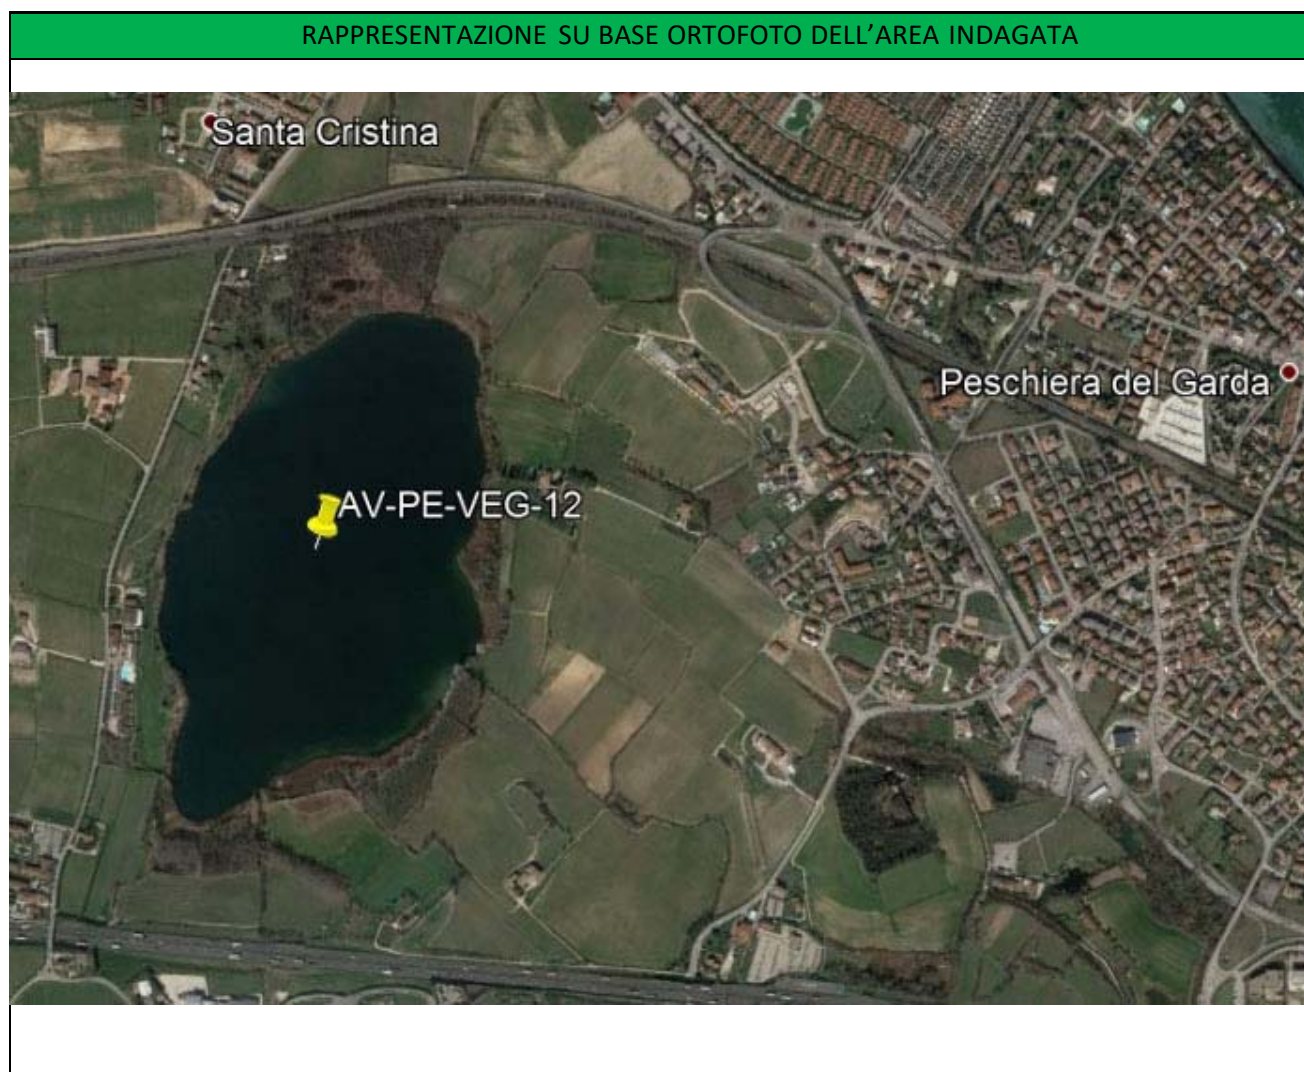 RAPPRESENTAZIONE SU BASE ORTOFOTO DELL’AREA INDAGATA
Santa Cristina
Peschiera del Garda
AV-PE-VEG-12